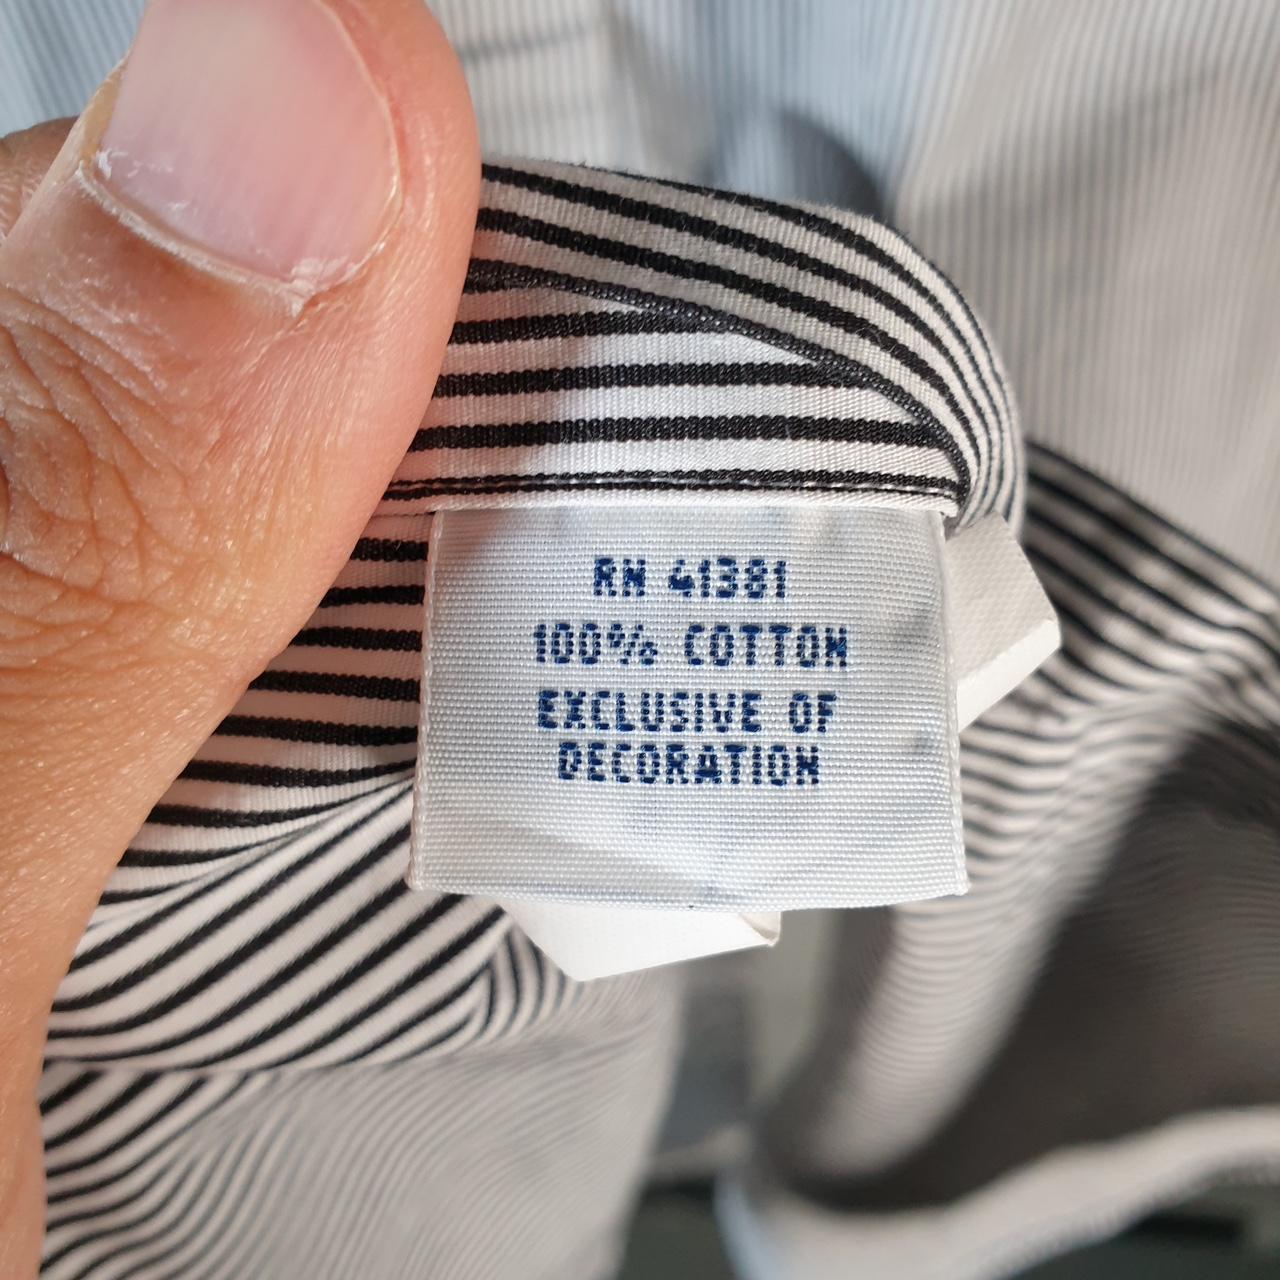 RN 41381
100% COTTON
EXCLUSIVE OF
DECORATION